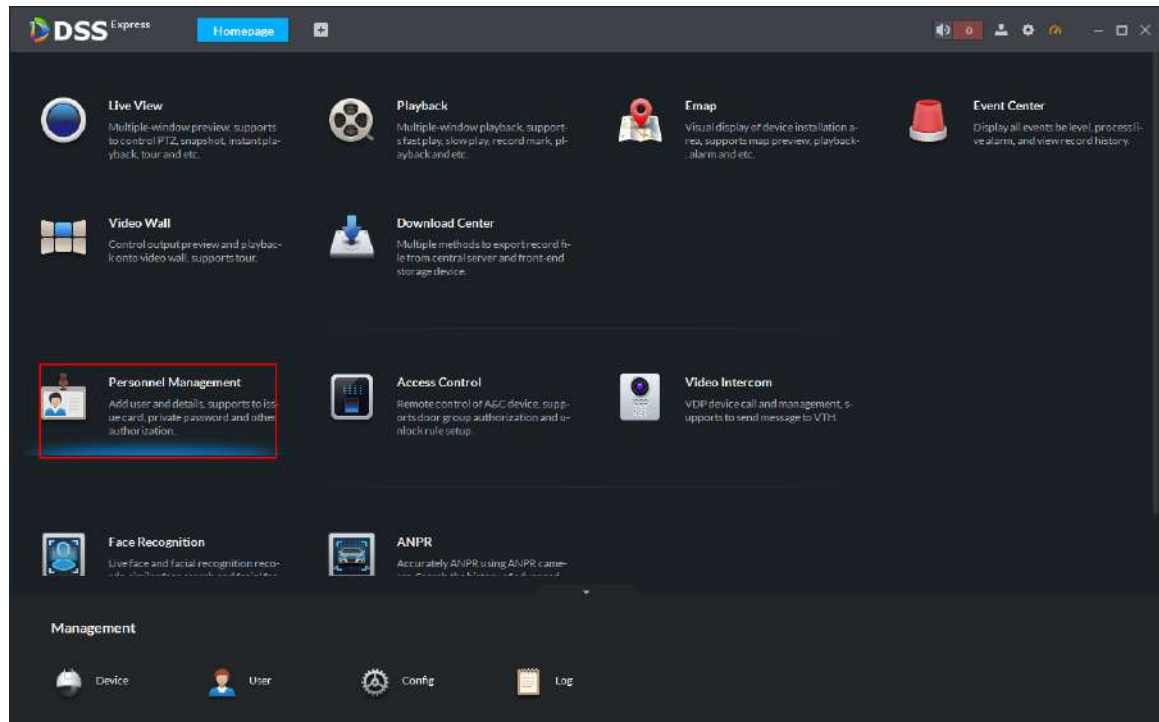 DSS Express
Homepage
0
Live View
Multiple-window preview, supports
to control PTZ, snapshot, instant pla-
yback, tour and etc.
Playback
Multiple-window playback, support-
s fast play, slow play, record mark, pl-
ayback and etc.
Emap
Visual display of device installation a-
rea, supports map preview, playback-
, alarm and etc.
Event Center
Display all events be level, process li-
ve alarm, and view record history.
Video Wall
Control output preview and playbac-
k onto video wall, supports tour.
Download Center
Multiple methods to export record fi-
le from central server and front-end
storage device.
Personnel Management
Add user and details, supports to iss-
ue card, private password and other
authorization.
Access Control
Remote control of A&C device, supp-
orts door group authorization and u-
nlock rule setup.
Video Intercom
VDP device call and management, s-
upports to send message to VTH.
Face Recognition
Live face and facial recognition reco-
ANPR
Accurately ANPR using ANPR came-
Management
Device
User
Config
Log